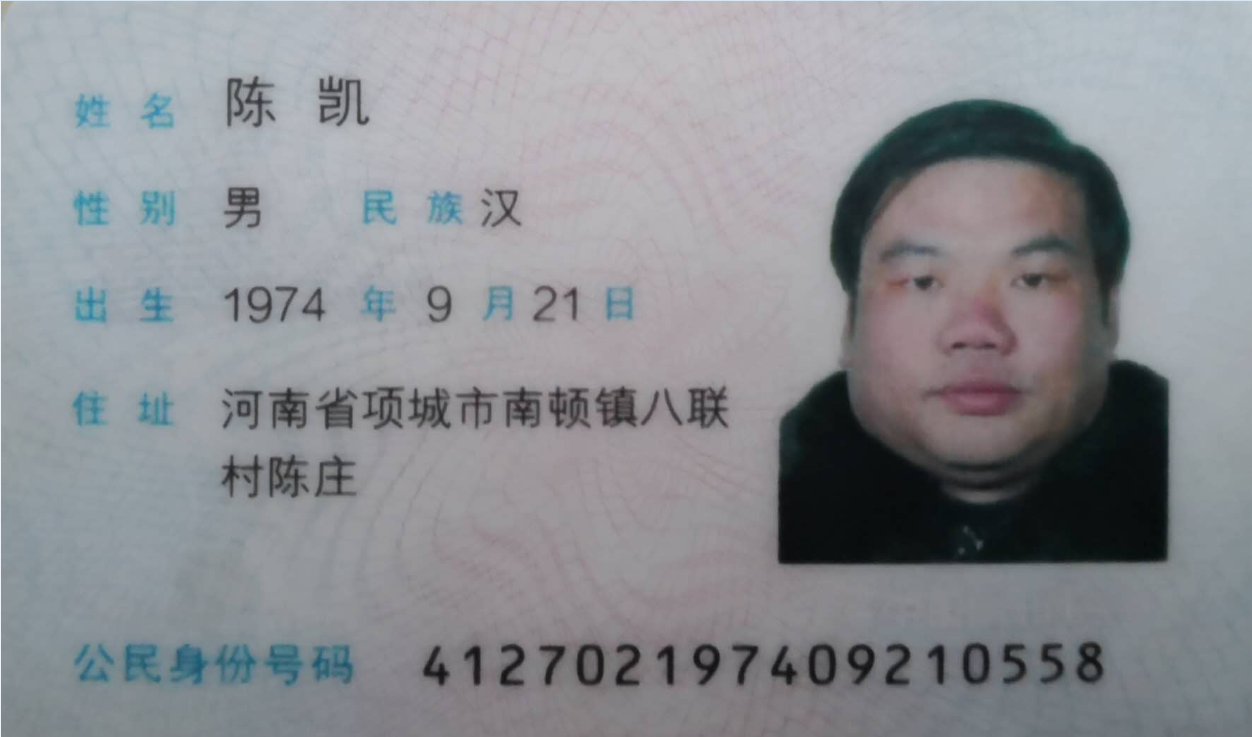 姓名 陈凯
性别 男 民族 汉
出生 1974 年 9 月 21 日
住址 河南省项城市南顿镇八联
村陈庄
公民身份号码 412702197409210558